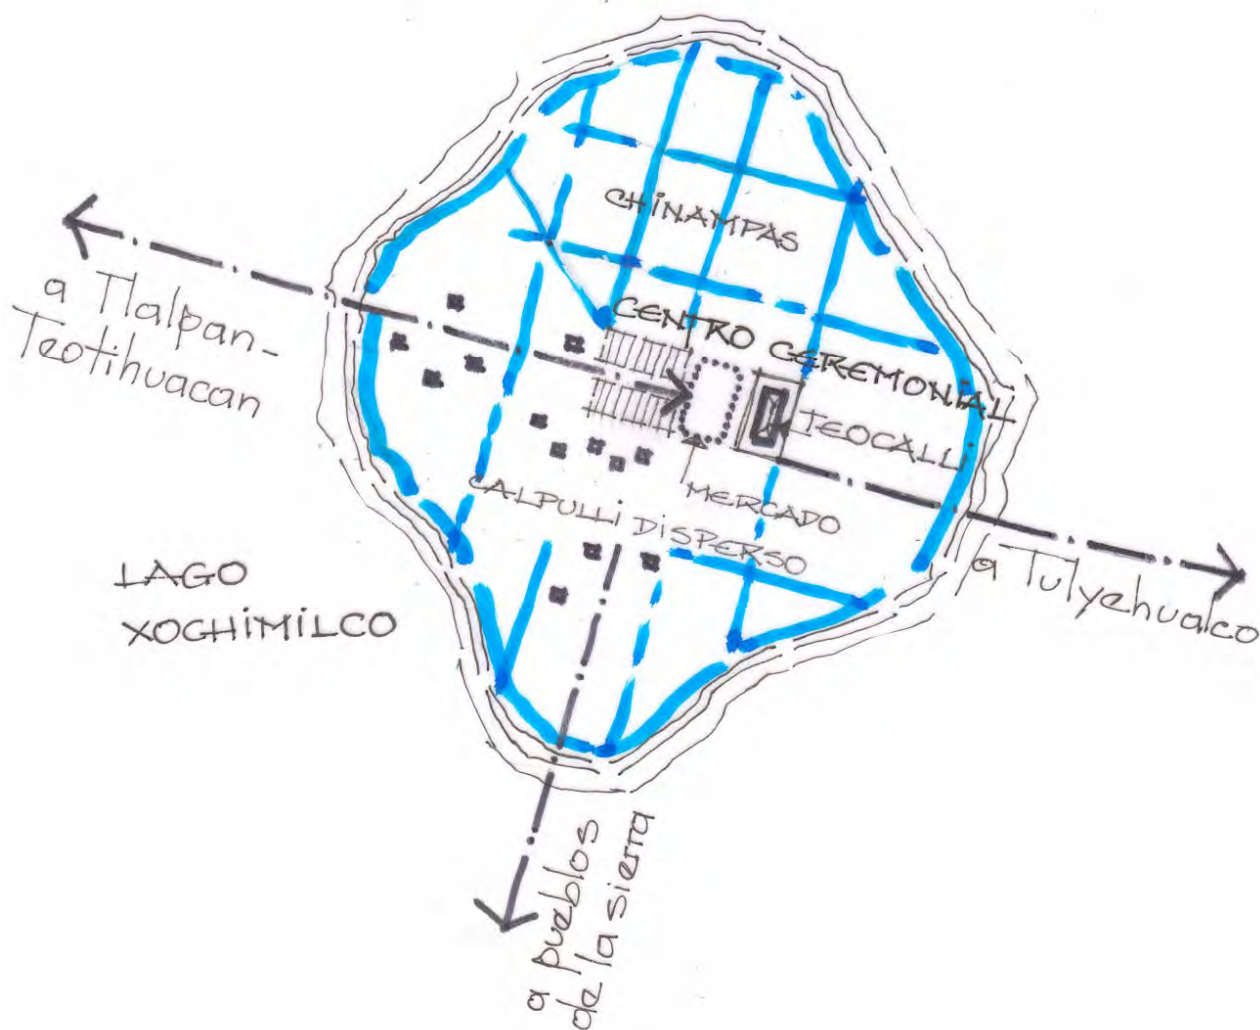 CHINAMPAS
a Tlalpan-
Teotihuacan
CENTRO CEREMONIAL
TEOCALLI
MERCADO
CALPULLI DISPERSO
LAGO
XOCHIMILCO
a Tulyehualco
a pueblos
de la sierra